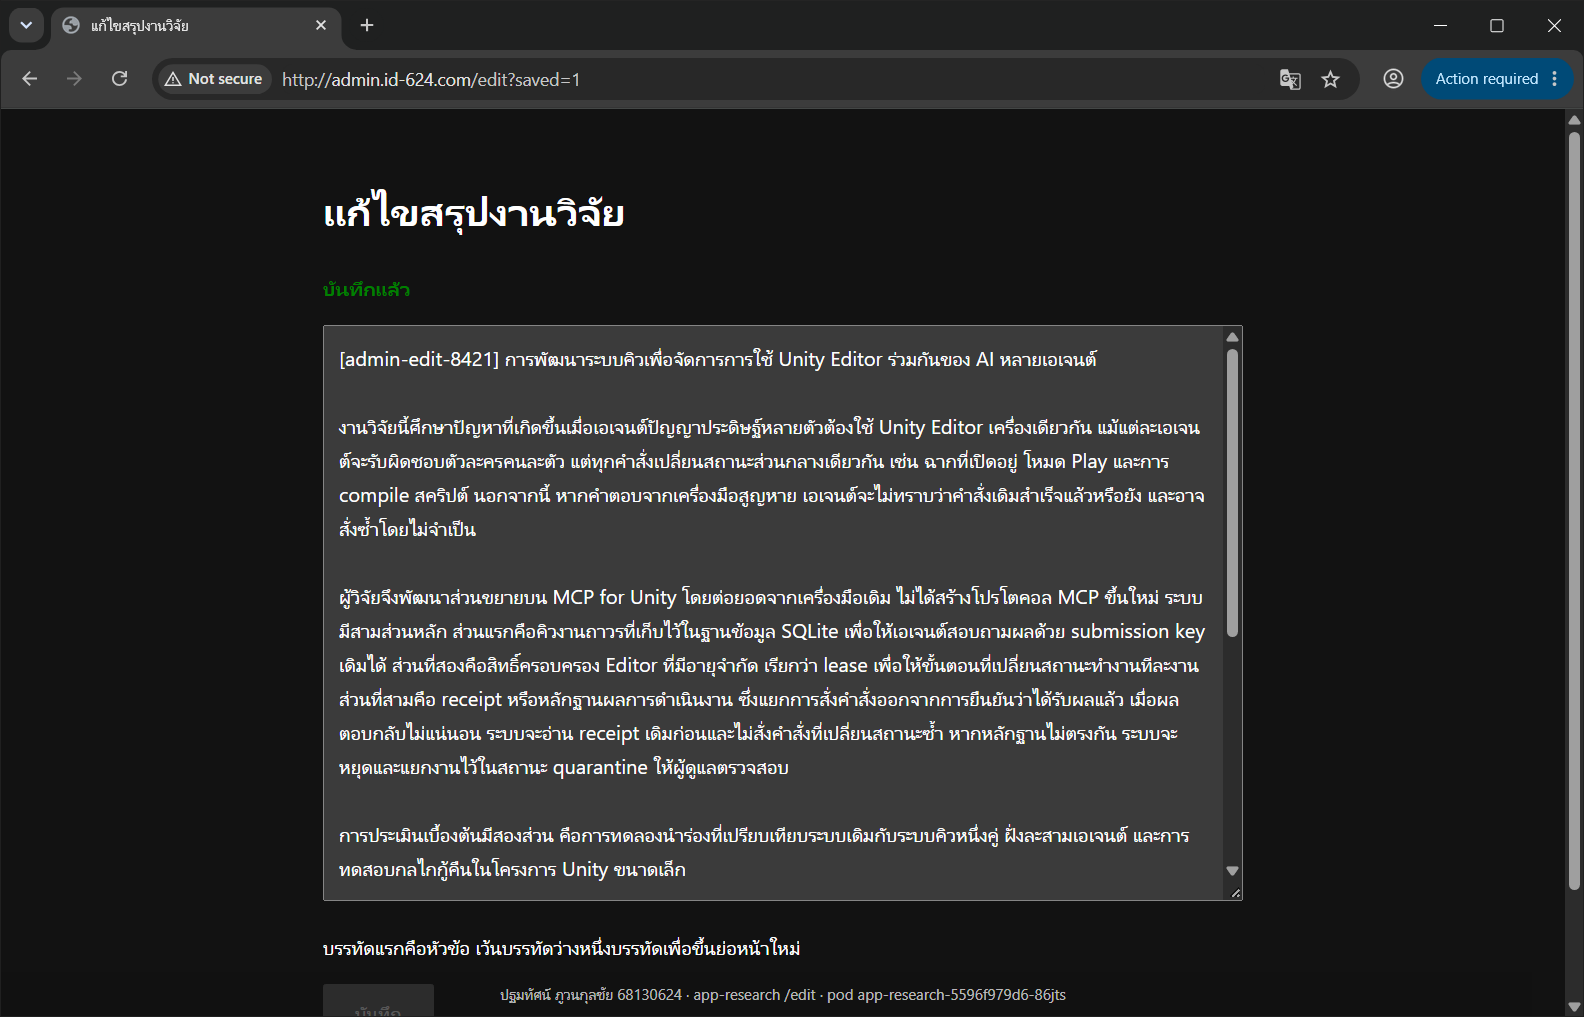 แก้ไขสรุปงานวิจัย
Not secure
http://admin.id-624.com/edit?saved=1
Action required
แก้ไขสรุปงานวิจัย
บันทึกแล้ว
[admin-edit-8421] การพัฒนาระบบคิวเพื่อจัดการการใช้ Unity Editor ร่วมกันของ AI หลายเอเจนต์
งานวิจัยนี้ศึกษาปัญหาที่เกิดขึ้นเมื่อเอเจนต์ปัญญาประดิษฐ์หลายตัวต้องใช้ Unity Editor เครื่องเดียวกัน แม้แต่ละเอเจน
ต์จะรับผิดชอบตัวละครคนละตัว แต่ทุกคำสั่งเปลี่ยนสถานะส่วนกลางเดียวกัน เช่น ฉากที่เปิดอยู่ โหมด Play และการ
compile สคริปต์ นอกจากนี้ หากคำตอบจากเครื่องมือสูญหาย เอเจนต์จะไม่ทราบว่าคำสั่งเดิมสำเร็จแล้วหรือยัง และอาจ
สั่งซ้ำโดยไม่จำเป็น
ผู้วิจัยจึงพัฒนาส่วนขยายบน MCP for Unity โดยต่อยอดจากเครื่องมือเดิม ไม่ได้สร้างโปรโตคอล MCP ขึ้นใหม่ ระบบ
มีสามส่วนหลัก ส่วนแรกคือคิวงานถาวรที่เก็บไว้ในฐานข้อมูล SQLite เพื่อให้เอเจนต์สอบถามผลด้วย submission key
เดิมได้ ส่วนที่สองคือสิทธิ์ครอบครอง Editor ที่มีอายุจำกัด เรียกว่า lease เพื่อให้ขั้นตอนที่เปลี่ยนสถานะทำงานทีละงาน
ส่วนที่สามคือ receipt หรือหลักฐานผลการดำเนินงาน ซึ่งแยกการสั่งคำสั่งออกจากการยืนยันว่าได้รับผลแล้ว เมื่อผล
ตอบกลับไม่แน่นอน ระบบจะอ่าน receipt เดิมก่อนและไม่สั่งคำสั่งที่เปลี่ยนสถานะซ้ำ หากหลักฐานไม่ตรงกัน ระบบจะ
หยุดและแยกงานไว้ในสถานะ quarantine ให้ผู้ดูแลตรวจสอบ
การประเมินเบื้องต้นมีสองส่วน คือการทดลองนำร่องที่เปรียบเทียบระบบเดิมกับระบบคิวหนึ่งคู่ ฝั่งละสามเอเจนต์ และการ
ทดสอบกลไกกู้คืนในโครงการ Unity ขนาดเล็ก
บรรทัดแรกคือหัวข้อ เว้นบรรทัดว่างหนึ่งบรรทัดเพื่อขึ้นย่อหน้าใหม่
บันทึก
ปฐมทัศน์ ภูวนกุลชัย 68130624 · app-research /edit · pod app-research-5596f979d6-86jts